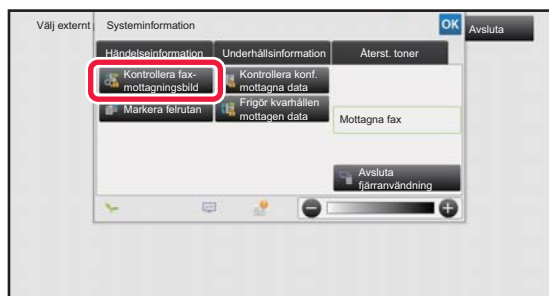 Välj externt
Systeminformation
OK
Avsluta
Händelseinformation
Underhållsinformation
Återst. toner
Kontrollera fax-
mottagningsbild
Kontrollera konf.
mottagna data
Markera felrutan
Frigör kvarhållen
mottagen data
Mottagna fax
Avsluta
fjärranvändning